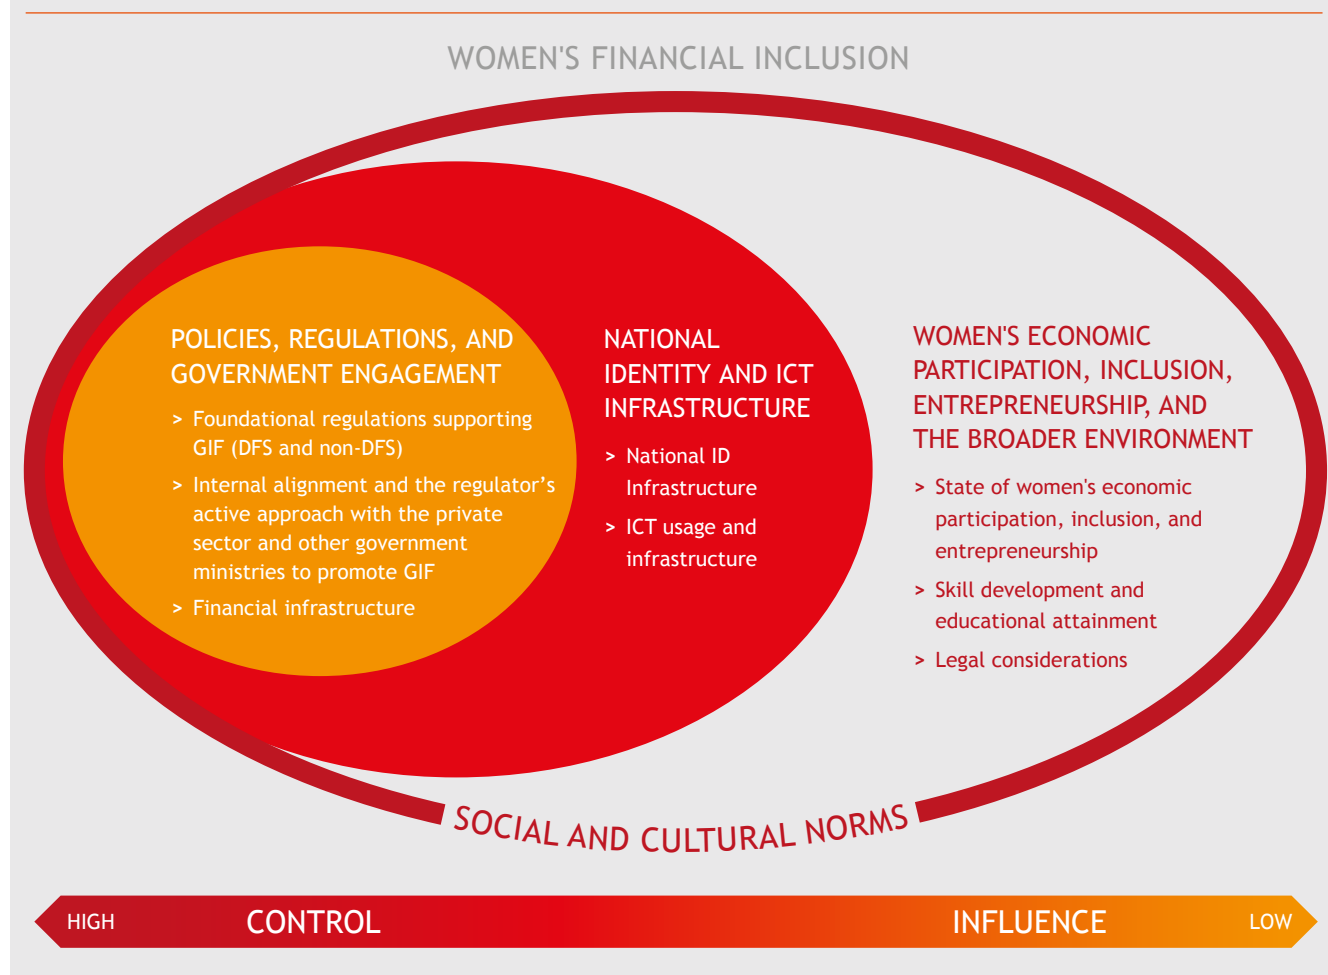 WOMEN'S FINANCIAL INCLUSION
POLICIES, REGULATIONS, AND
GOVERNMENT ENGAGEMENT
> Foundational regulations supporting
GIF (DFS and non-DFS)
> Internal alignment and the regulator’s
active approach with the private
sector and other government
ministries to promote GIF
> Financial infrastructure
NATIONAL
IDENTITY AND ICT
INFRASTRUCTURE
> National ID
Infrastructure
> ICT usage and
infrastructure
WOMEN'S ECONOMIC
PARTICIPATION, INCLUSION,
ENTREPRENEURSHIP, AND
THE BROADER ENVIRONMENT
> State of women's economic
participation, inclusion, and
entrepreneurship
> Skill development and
educational attainment
> Legal considerations
SOCIAL AND CULTURAL NORMS
HIGH CONTROL INFLUENCE LOW